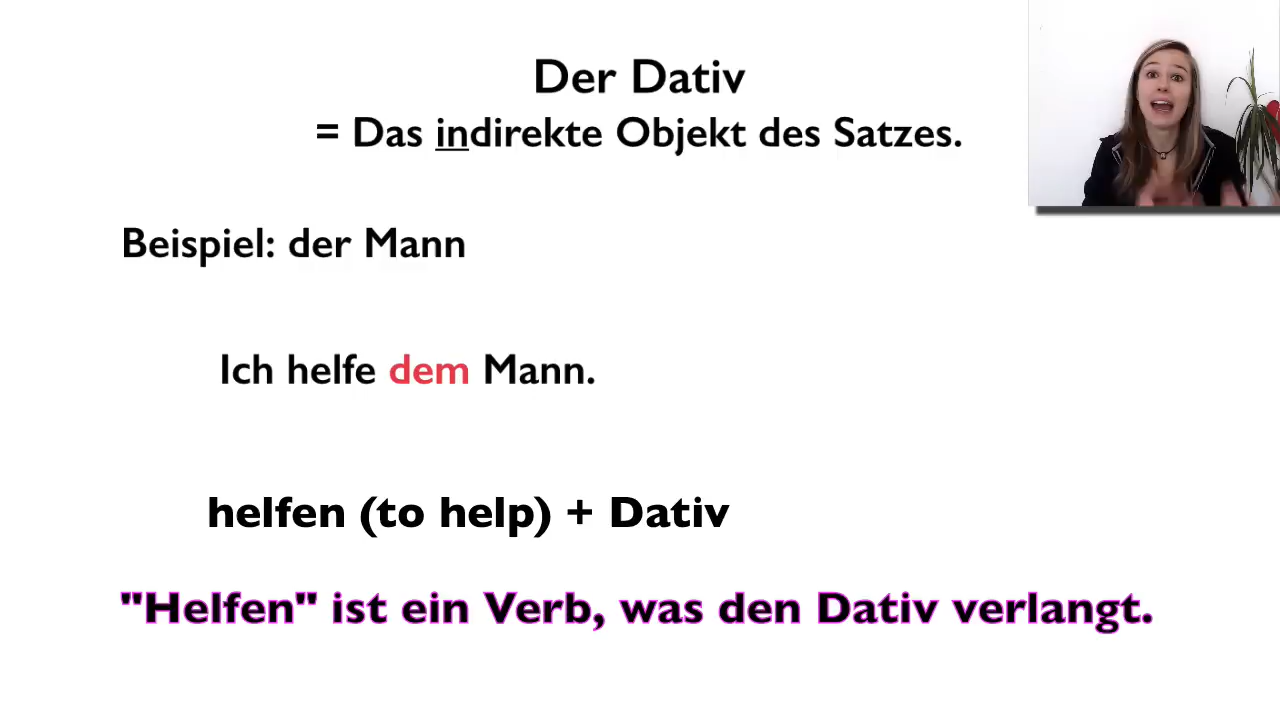 Der Dativ
= Das indirekte Objekt des Satzes.
Beispiel: der Mann
Ich helfe dem Mann.
helfen (to help) + Dativ
"Helfen" ist ein Verb, was den Dativ verlangt.